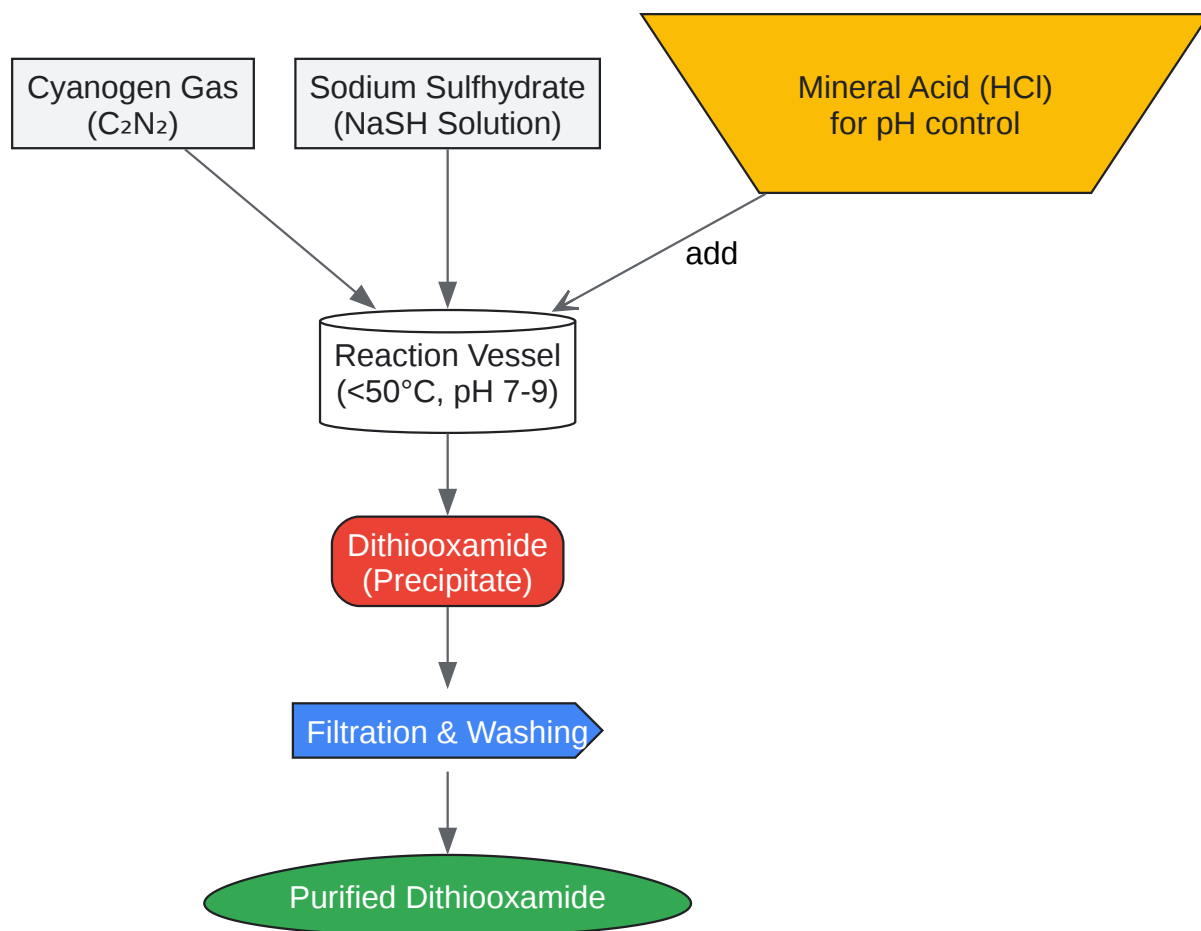 Cyanogen Gas
(C₂N₂)
Sodium Sulfhydrate
(NaSH Solution)
Mineral Acid (HCl)
for pH control
add
Reaction Vessel
(<50°C, pH 7-9)
Dithiooxamide
(Precipitate)
Filtration & Washing
Purified Dithiooxamide